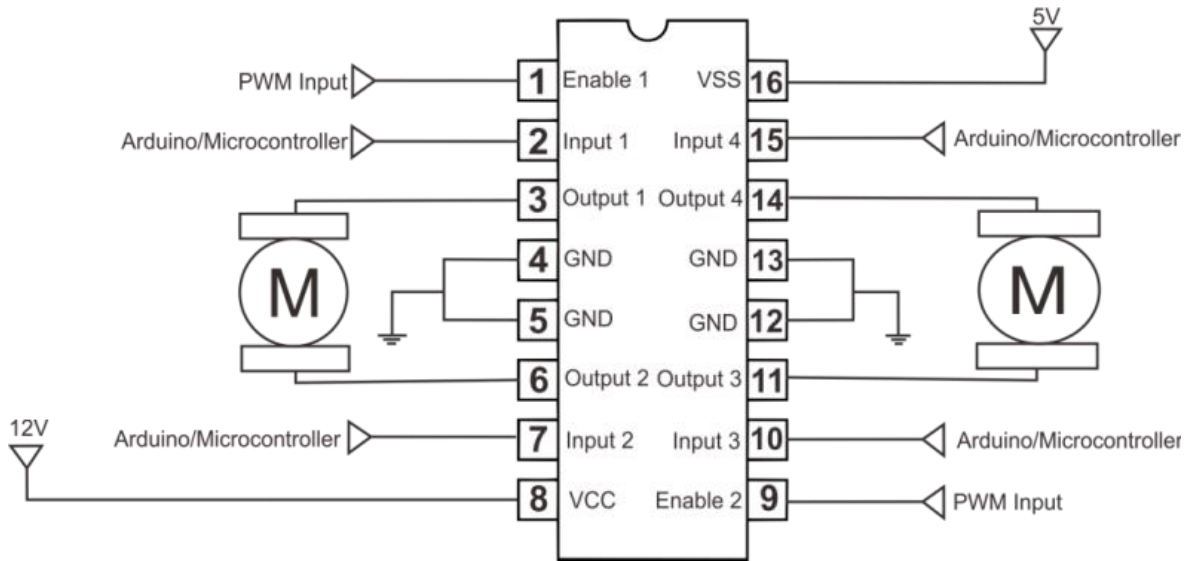 5V
PWM Input 1 Enable 1 VSS 16
Arduino/Microcontroller 2 Input 1 Input 4 15 Arduino/Microcontroller
3 Output 1 Output 4 14
4 GND GND 13
M M
5 GND GND 12
6 Output 2 Output 3 11
12V
Arduino/Microcontroller 7 Input 2 Input 3 10 Arduino/Microcontroller
8 VCC Enable 2 9 PWM Input